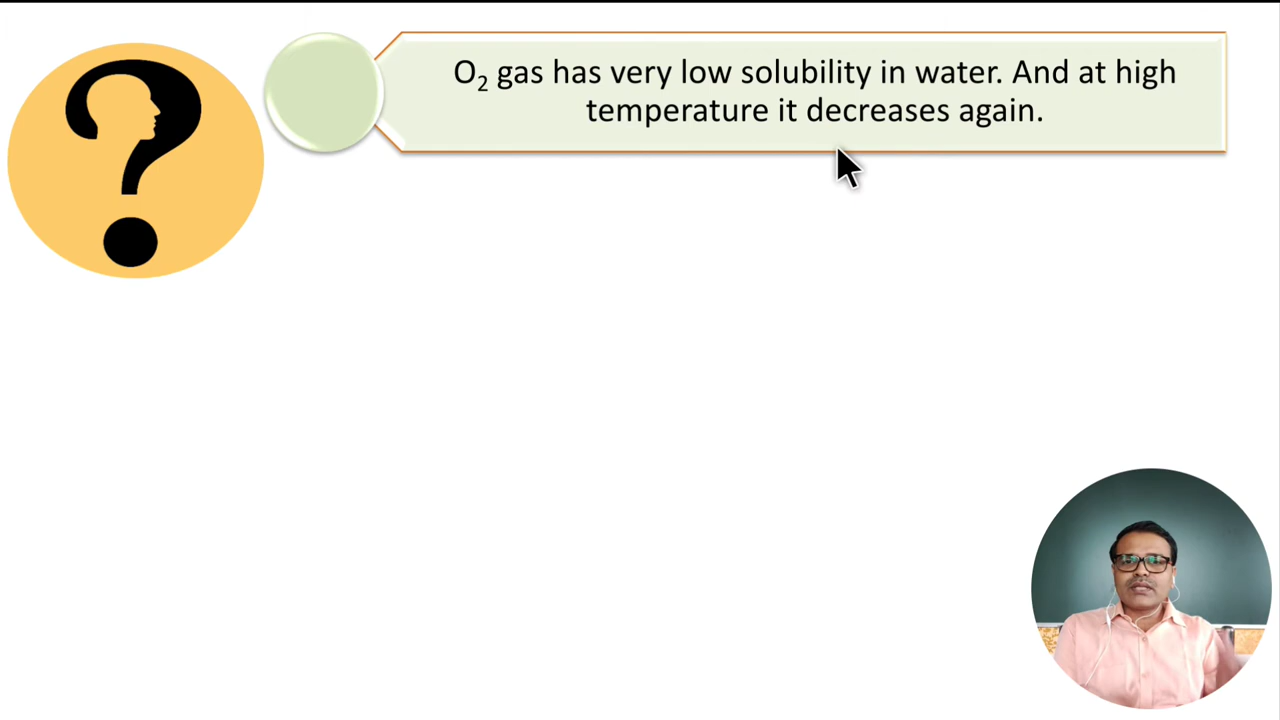 O₂ gas has very low solubility in water. And at high
temperature it decreases again.